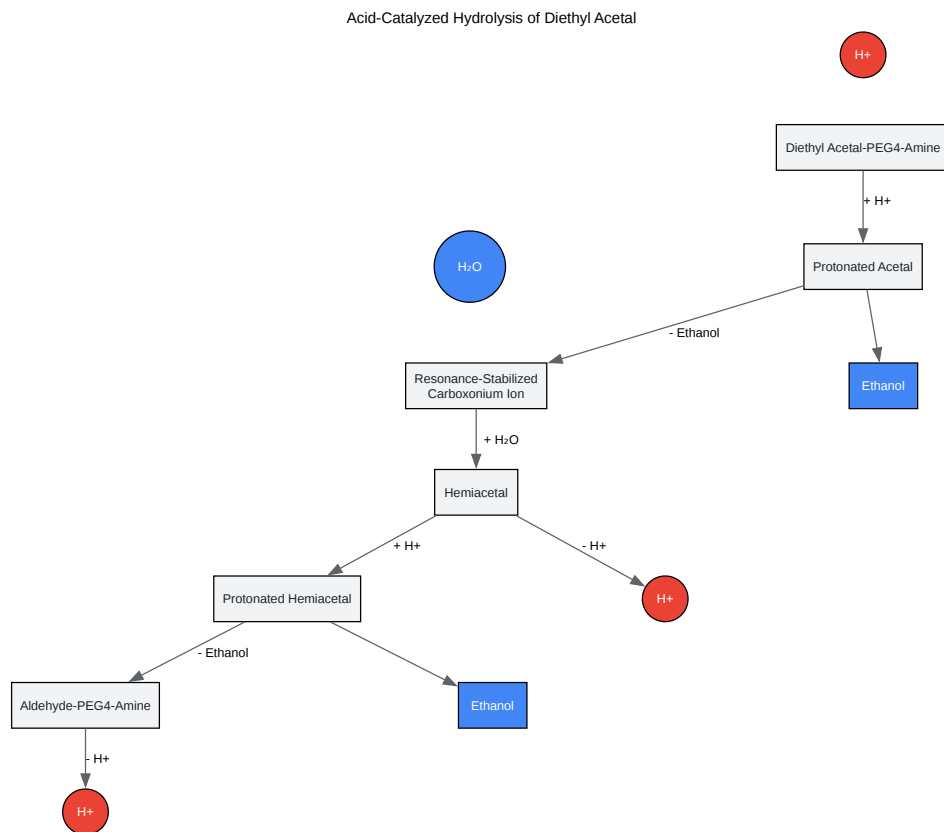 Acid-Catalyzed Hydrolysis of Diethyl Acetal
H+
Diethyl Acetal-PEG4-Amine
+ H+
H₂O
Protonated Acetal
- Ethanol
Resonance-Stabilized
Carboxonium Ion
Ethanol
+ H₂O
Hemiacetal
+ H+
- H+
Protonated Hemiacetal
H+
- Ethanol
Aldehyde-PEG4-Amine
Ethanol
- H+
H+